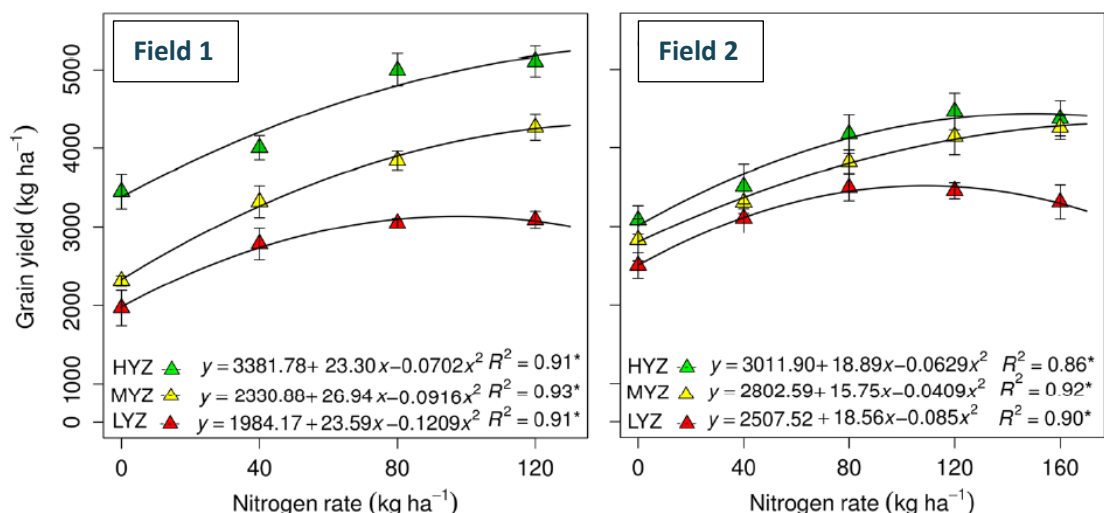 Field 1
Field 2
Grain yield (kg ha⁻¹)
5000
4000
3000
2000
1000
0
HYZ y = 3381.78+ 23.30x−0.0702x² R² = 0.91*
MYZ y = 2330.88+ 26.94x−0.0916x² R² = 0.93*
LYZ y = 1984.17+ 23.59x−0.1209x² R² = 0.91*
0 40 80 120
Nitrogen rate (kg ha⁻¹)
HYZ y = 3011.90+ 18.89x−0.0629x² R² = 0.86*
MYZ y = 2802.59+ 15.75x−0.0409x² R² = 0.92*
LYZ y = 2507.52 + 18.56x−0.085x² R² = 0.90*
0 40 80 120 160
Nitrogen rate (kg ha⁻¹)